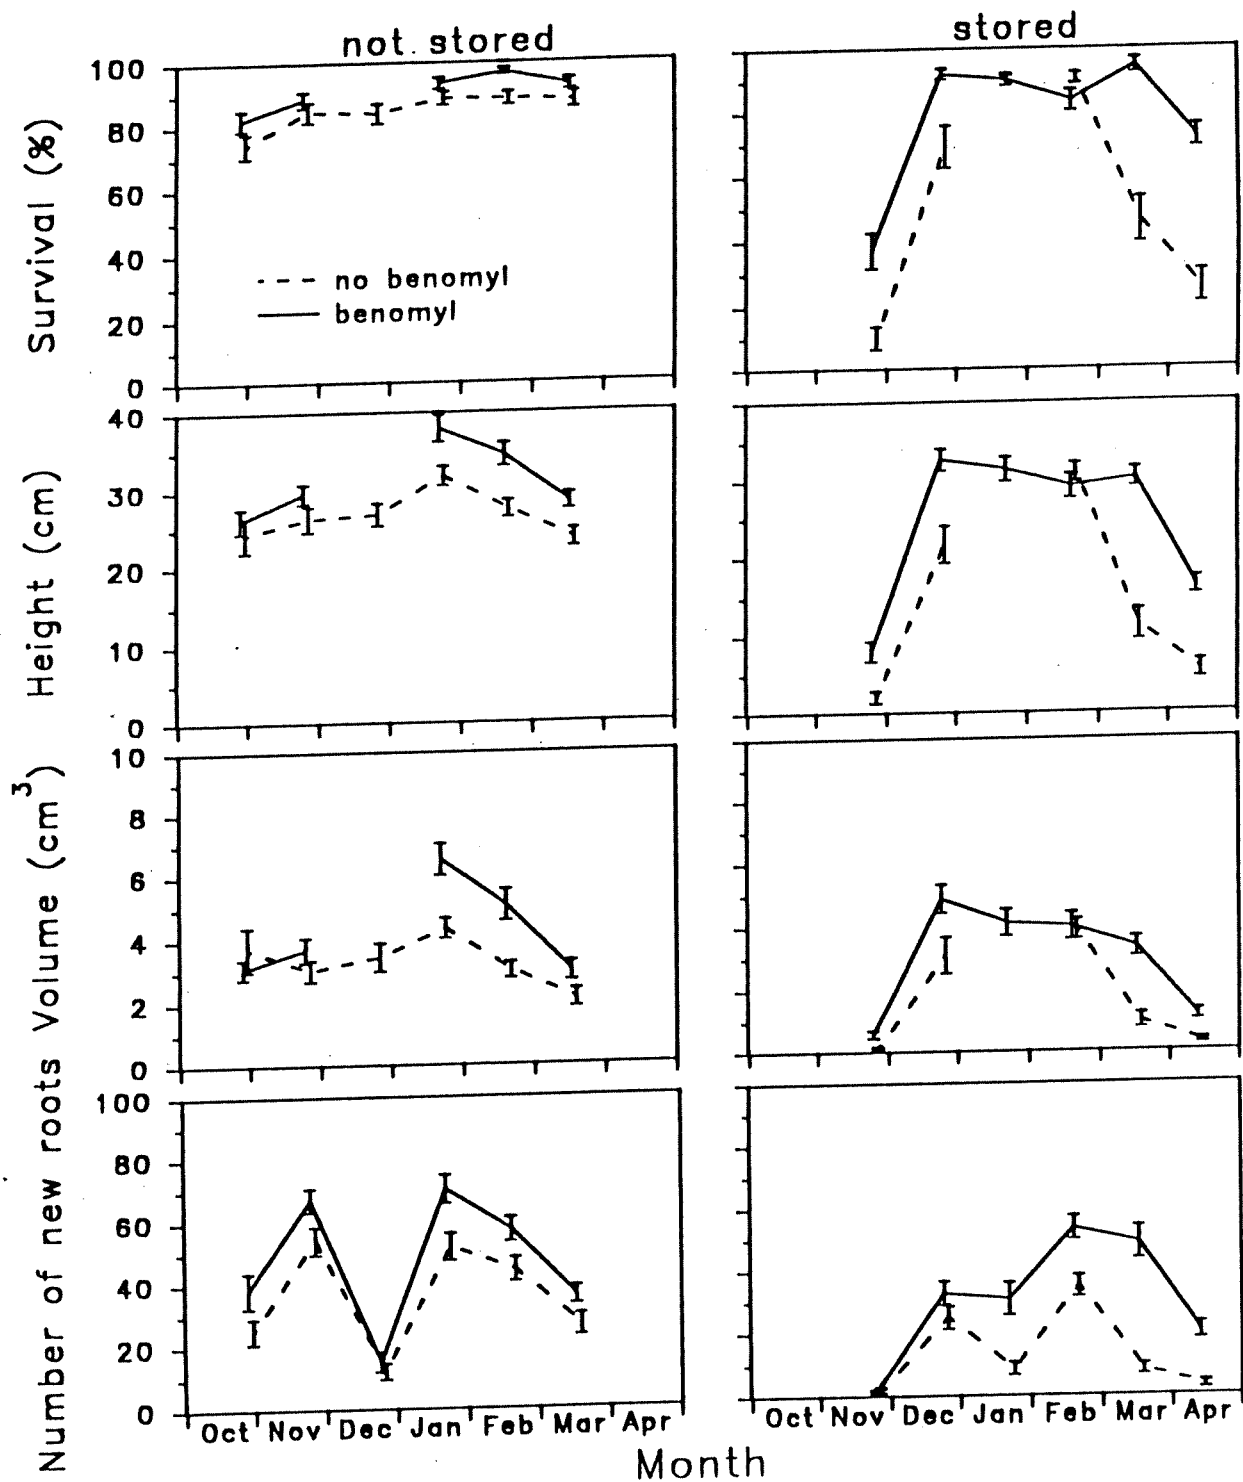 not stored
stored
Survival (%)
100
80
60
40
20
0
no benomyl
benomyl
Height (cm)
40
30
20
10
0
Volume (cm³)
10
8
6
4
2
0
Number of new roots
100
80
60
40
20
0
Oct Nov Dec Jan Feb Mar Apr
Oct Nov Dec Jan Feb Mar Apr
Month